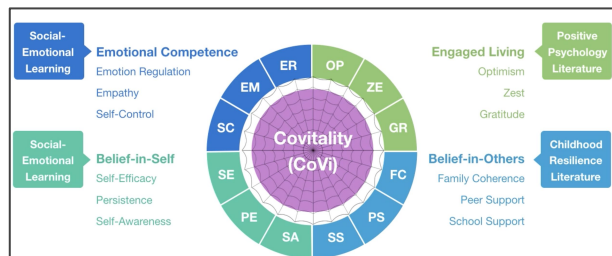 Social-
Emotional
Learning
Emotional Competence
Emotion Regulation
Empathy
Self-Control
Social-
Emotional
Learning
Belief-in-Self
Self-Efficacy
Persistence
Self-Awareness
ER
OP
EM
ZE
SC
GR
Covitality
(CoVi)
SE
FC
PE
PS
SA
SS
Engaged Living
Optimism
Zest
Gratitude
Positive
Psychology
Literature
Belief-in-Others
Family Coherence
Peer Support
School Support
Childhood
Resilience
Literature